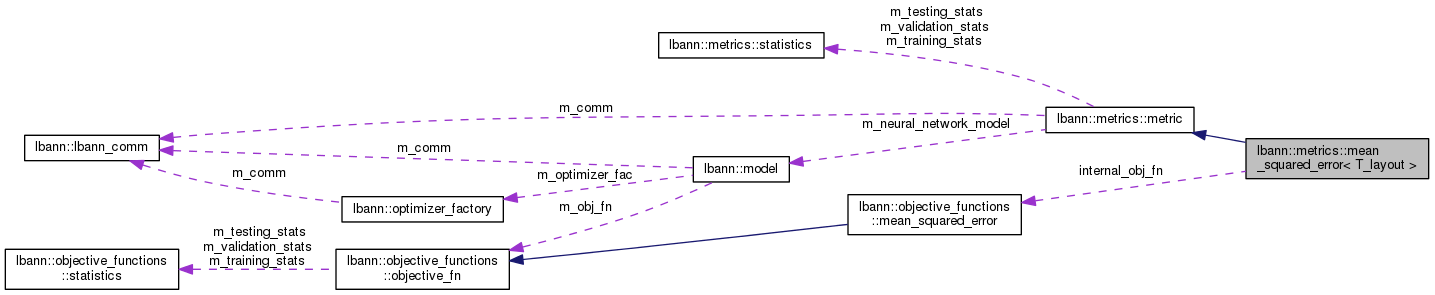 m_testing_stats
m_validation_stats
m_training_stats
lbann::metrics::statistics
m_comm
lbann::metrics::metric
m_neural_network_model
lbann::lbann_comm
m_comm
lbann::metrics::mean
_squared_error< T_layout >
lbann::model
m_comm
m_optimizer_fac
internal_obj_fn
lbann::optimizer_factory
m_obj_fn
lbann::objective_functions
::mean_squared_error
m_testing_stats
m_validation_stats
m_training_stats
lbann::objective_functions
::statistics
lbann::objective_functions
::objective_fn